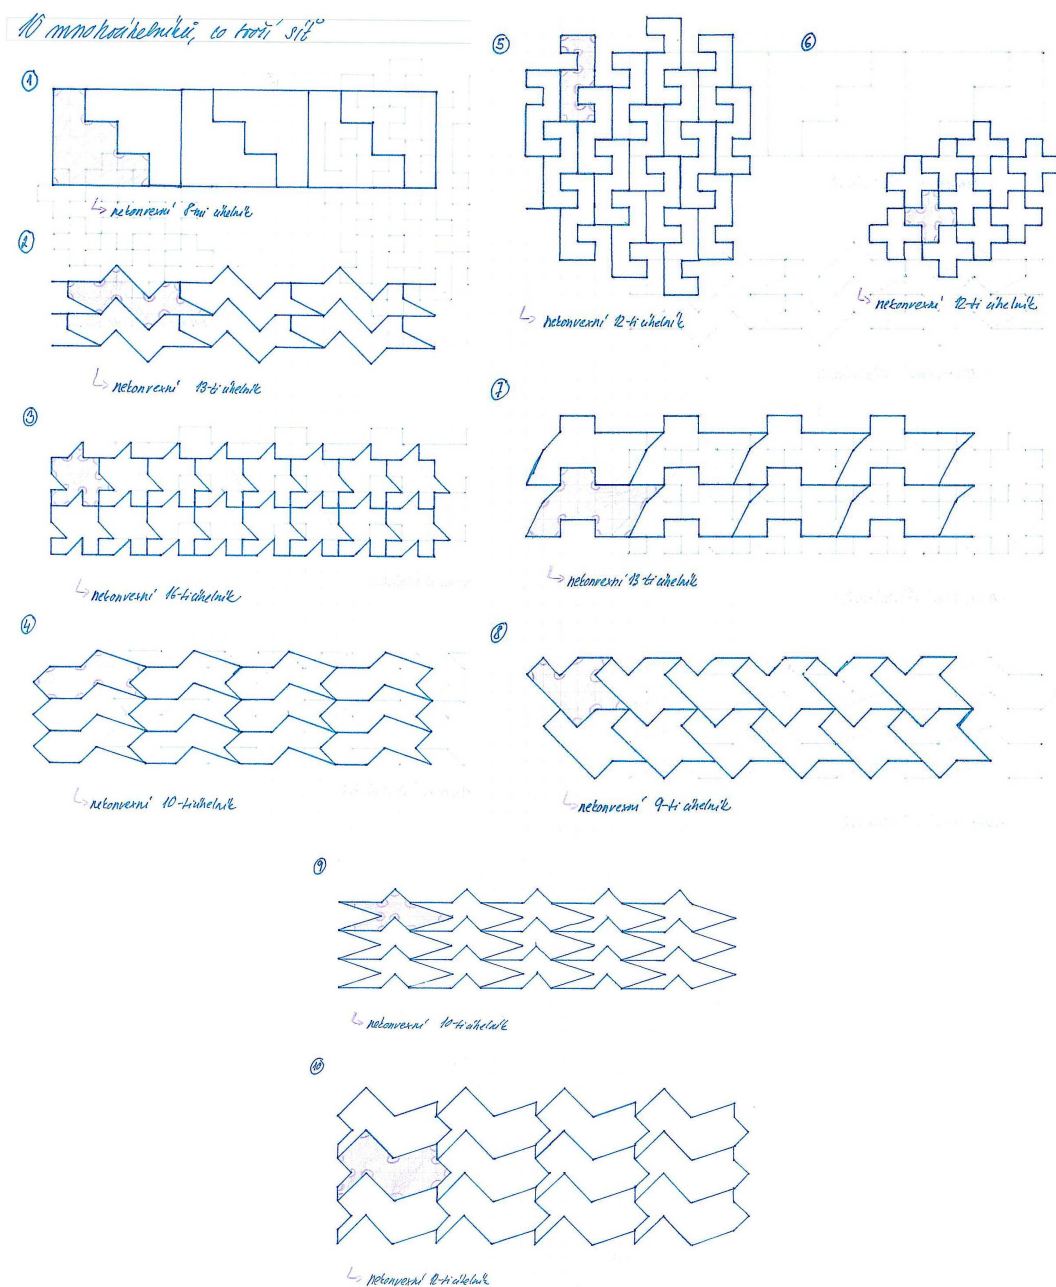 10 mnohoúhelníků, co tvoří síť
①
↳ nekonvexní 8-mi úhelník
②
↳ nekonvexní 13-ti úhelník
③
↳ nekonvexní 16-ti úhelník
④
↳ nekonvexní 10-ti úhelník
⑤
↳ nekonvexní 12-ti úhelník
⑥
↳ nekonvexní 12-ti úhelník
⑦
↳ nekonvexní 13-ti úhelník
⑧
↳ nekonvexní 9-ti úhelník
⑨
↳ nekonvexní 10-ti úhelník
⑩
↳ nekonvexní 12-ti úhelník